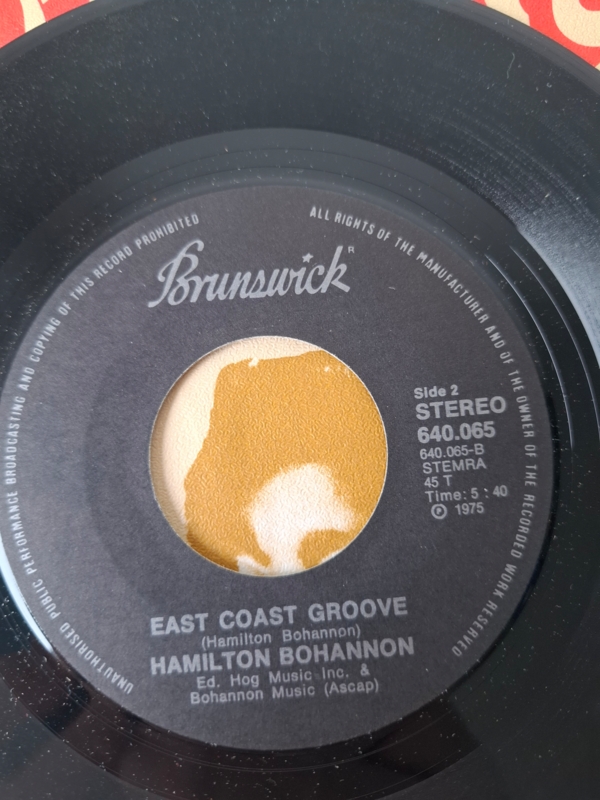 Brunswick R
ALL RIGHTS OF THE MANUFACTURER AND OF THE OWNER OF THE RECORDED WORK RESERVED
UNAUTHORISED PUBLIC PERFORMANCE BROADCASTING AND COPYING OF THIS RECORD PROHIBITED
Side 2
STEREO
640.065
640.065-B
STEMRA
45 T
Time: 5 : 40
℗ 1975
EAST COAST GROOVE
(Hamilton Bohannon)
HAMILTON BOHANNON
Ed. Hog Music Inc. &
Bohannon Music (Ascap)